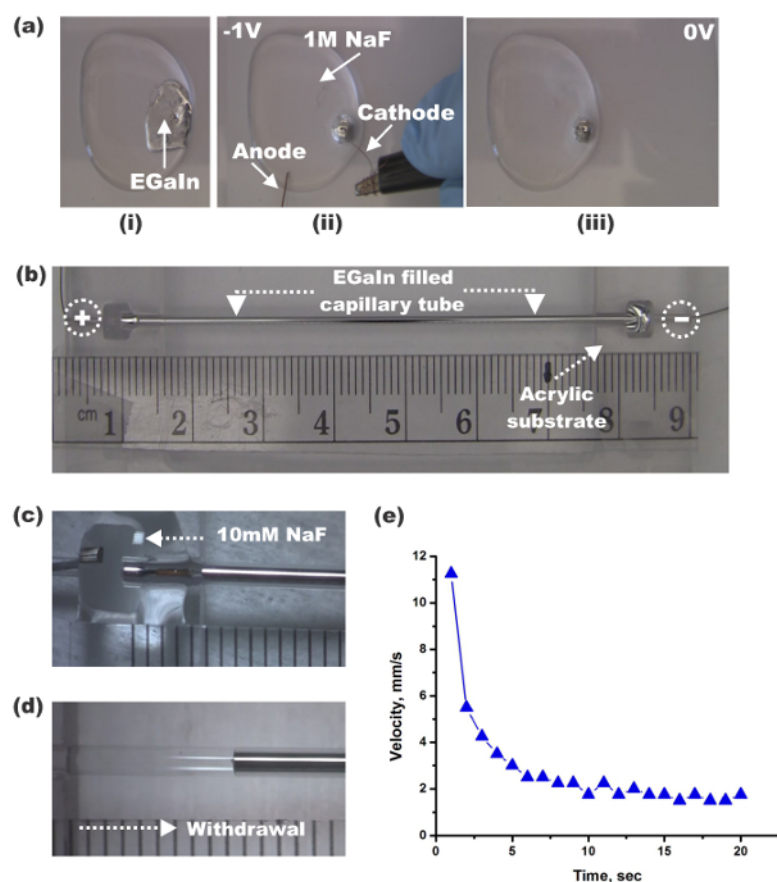 (a)
-1V
1M NaF
0V
Cathode
Anode
EGaIn
(i)
(ii)
(iii)
(b)
EGaIn filled
capillary tube
+
-
Acrylic
substrate
cm 1 2 3 4 5 6 7 8 9
(c)
10mM NaF
(d)
Withdrawal
(e)
Velocity, mm/s
12
10
8
6
4
2
0
0 5 10 15 20
Time, sec